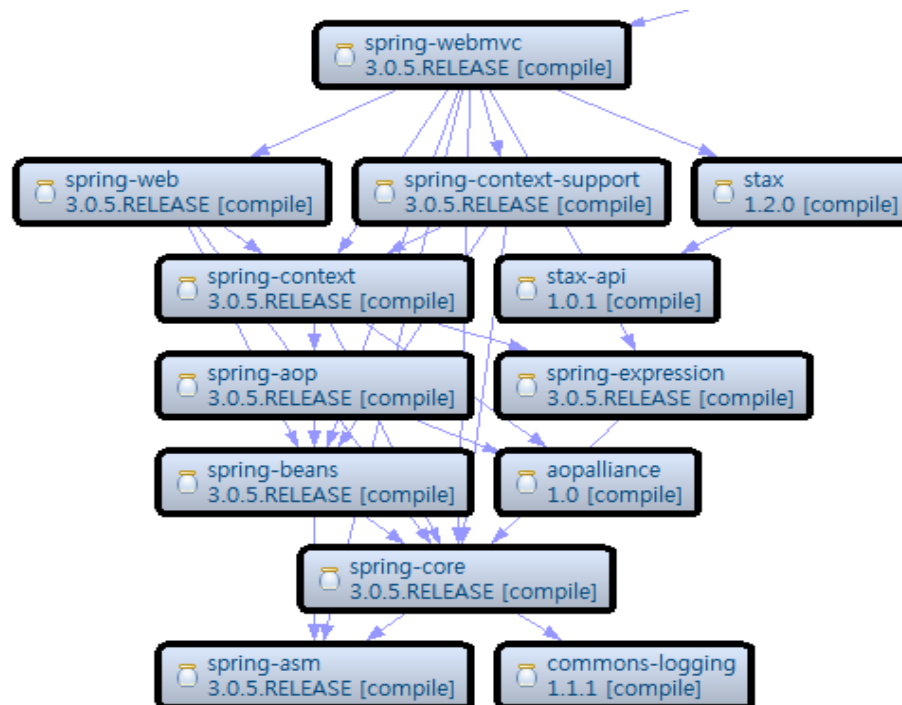 spring-webmvc
3.0.5.RELEASE [compile]
spring-web
3.0.5.RELEASE [compile]
spring-context-support
3.0.5.RELEASE [compile]
stax
1.2.0 [compile]
spring-context
3.0.5.RELEASE [compile]
stax-api
1.0.1 [compile]
spring-aop
3.0.5.RELEASE [compile]
spring-expression
3.0.5.RELEASE [compile]
spring-beans
3.0.5.RELEASE [compile]
aopalliance
1.0 [compile]
spring-core
3.0.5.RELEASE [compile]
spring-asm
3.0.5.RELEASE [compile]
commons-logging
1.1.1 [compile]